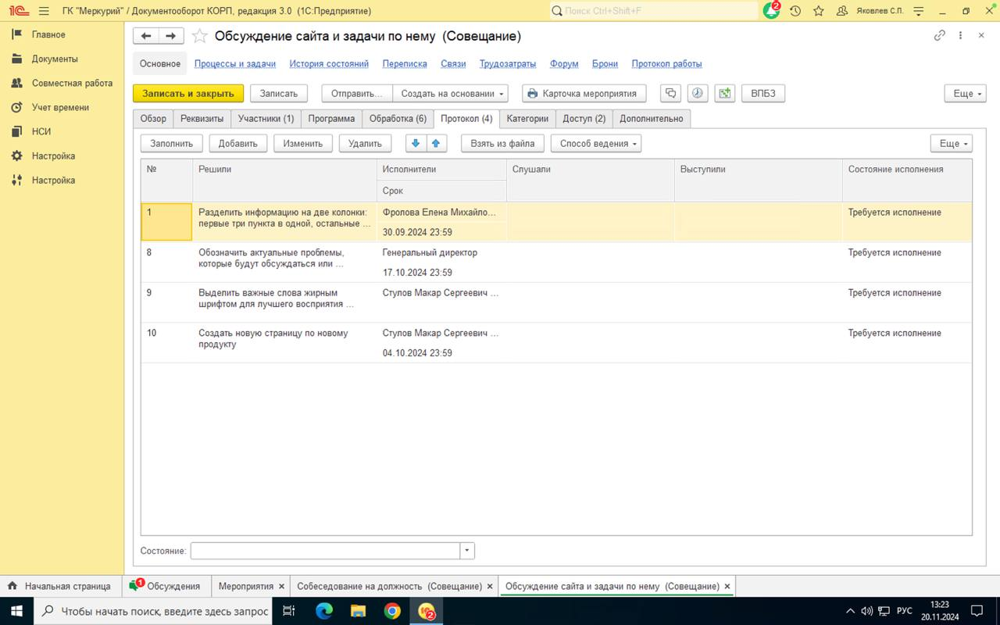 ГК "Меркурий" / Документооборот КОРП, редакция 3.0 (1С:Предприятие)
Поиск Ctrl+Shift+F
2
Яковлев С.П.
Главное
Документы
Совместная работа
Учет времени
НСИ
Настройка
Настройка
Обсуждение сайта и задачи по нему (Совещание)
Основное Процессы и задачи История состояний Переписка Связи Трудозатраты Форум Брони Протокол работы
Записать и закрыть Записать Отправить... Создать на основании Карточка мероприятия ВПБЗ Еще
Обзор Реквизиты Участники (1) Программа Обработка (6) Протокол (4) Категории Доступ (2) Дополнительно
Заполнить Добавить Изменить Удалить Взять из файла Способ ведения Еще
№ Решили Исполнители Слушали Выступили Состояние исполнения
Срок
1 Разделить информацию на две колонки: Фролова Елена Михайло... Требуется исполнение
первые три пункта в одной, остальные ...
30.09.2024 23:59
8 Обозначить актуальные проблемы, Генеральный директор Требуется исполнение
которые будут обсуждаться или ...
17.10.2024 23:59
9 Выделить важные слова жирным Стулов Макар Сергеевич ... Требуется исполнение
шрифтом для лучшего восприятия ...
10 Создать новую страницу по новому Стулов Макар Сергеевич ... Требуется исполнение
продукту
04.10.2024 23:59
Состояние:
Начальная страница 1 Обсуждения Мероприятия Собеседование на должность (Совещание) Обсуждение сайта и задачи по нему (Совещание)
Чтобы начать поиск, введите здесь запрос
2
РУС
13:23
20.11.2024